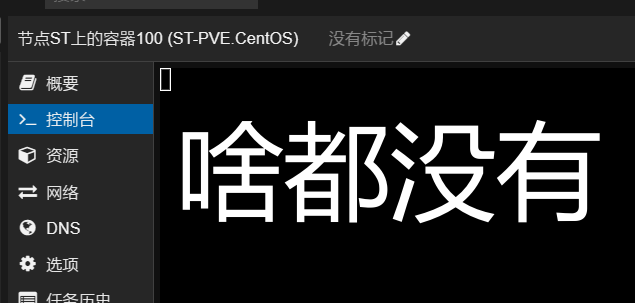 节点ST上的容器100 (ST-PVE.CentOS) 没有标记
概要
控制台
资源
网络
DNS
选项
任务历史
啥都没有